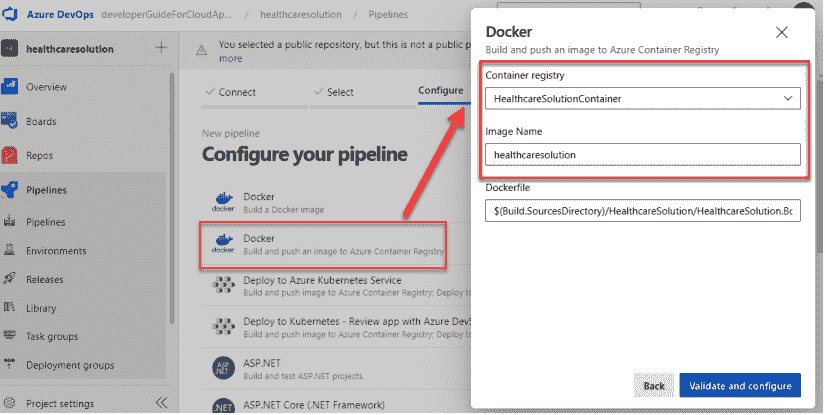 Azure DevOps developerGuideForCloudAp... / healthcaresolution / Pipelines
H healthcaresolution
Overview
Boards
Repos
Pipelines
Pipelines
Environments
Releases
Library
Task groups
Deployment groups
Project settings
You selected a public repository, but this is not a public p
more
Connect
Select
Configure
New pipeline
Configure your pipeline
Docker
Build a Docker image
Docker
Build and push an image to Azure Container Registry
Deploy to Azure Kubernetes Service
Build and push image to Azure Container Registry; Deploy to
Deploy to Kubernetes - Review app with Azure DevS
Build and push image to Azure Container Registry; Deploy to
ASP.NET
Build and test ASP.NET projects.
ASP.NET Core (.NET Framework)
docker
docker
ASP
.NET
ASP
Docker
Build and push an image to Azure Container Registry
Container registry
HealthcareSolutionContainer
Image Name
healthcaresolution
Dockerfile
$(Build.SourcesDirectory)/HealthcareSolution/HealthcareSolution.Bc
Back
Validate and configure